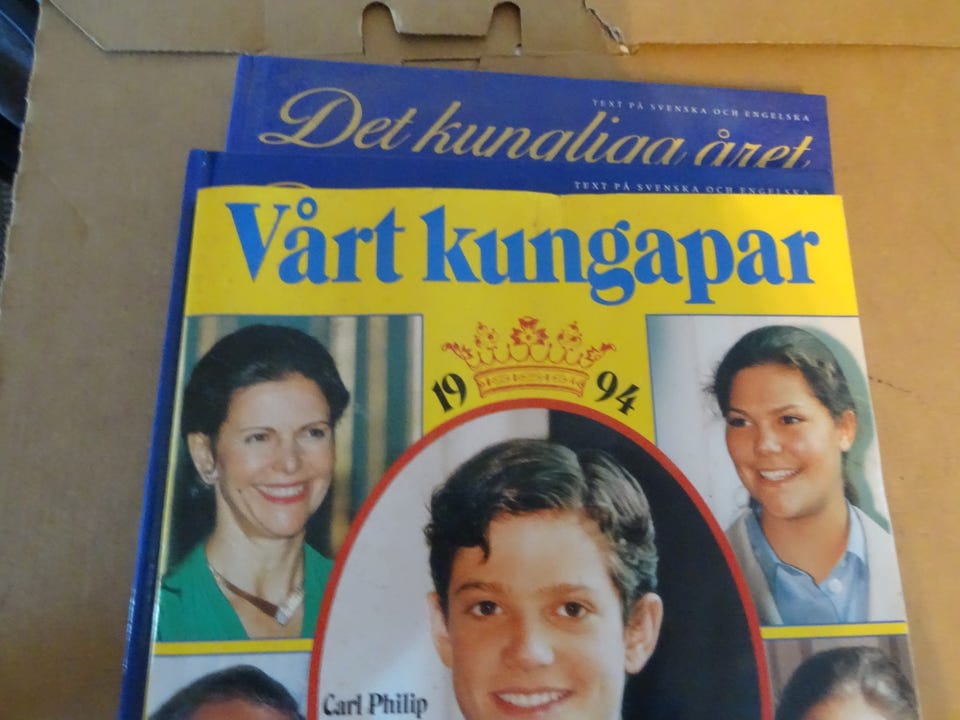 TEXT PÅ SVENSKA OCH ENGELSKA
Det kungliga året
TEXT PÅ SVENSKA OCH ENGELSKA
Vårt kungapar
19 94
Carl Philip